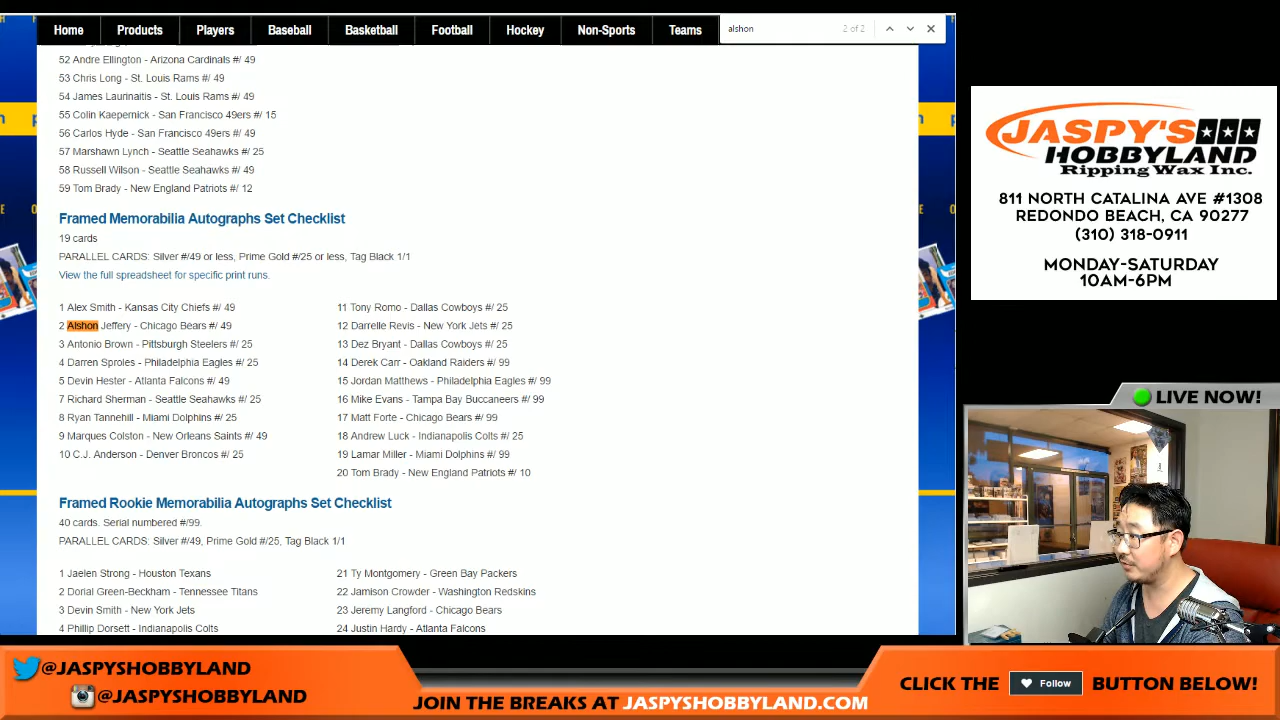 Home
Products
Players
Baseball
Basketball
Football
Hockey
Non-Sports
Teams
alshon
2 of 2
52 Andre Ellington - Arizona Cardinals #/ 49
53 Chris Long - St. Louis Rams #/ 49
54 James Laurinaitis - St. Louis Rams #/ 49
55 Colin Kaepernick - San Francisco 49ers #/ 15
56 Carlos Hyde - San Francisco 49ers #/ 49
57 Marshawn Lynch - Seattle Seahawks #/ 25
58 Russell Wilson - Seattle Seahawks #/ 49
59 Tom Brady - New England Patriots #/ 12
Framed Memorabilia Autographs Set Checklist
19 cards
PARALLEL CARDS: Silver #/49 or less, Prime Gold #/25 or less, Tag Black 1/1
View the full spreadsheet for specific print runs.
1 Alex Smith - Kansas City Chiefs #/ 49
2 Alshon Jeffery - Chicago Bears #/ 49
3 Antonio Brown - Pittsburgh Steelers #/ 25
4 Darren Sproles - Philadelphia Eagles #/ 25
5 Devin Hester - Atlanta Falcons #/ 49
7 Richard Sherman - Seattle Seahawks #/ 25
8 Ryan Tannehill - Miami Dolphins #/ 25
9 Marques Colston - New Orleans Saints #/ 49
10 C.J. Anderson - Denver Broncos #/ 25
11 Tony Romo - Dallas Cowboys #/ 25
12 Darrelle Revis - New York Jets #/ 25
13 Dez Bryant - Dallas Cowboys #/ 25
14 Derek Carr - Oakland Raiders #/ 99
15 Jordan Matthews - Philadelphia Eagles #/ 99
16 Mike Evans - Tampa Bay Buccaneers #/ 99
17 Matt Forte - Chicago Bears #/ 99
18 Andrew Luck - Indianapolis Colts #/ 25
19 Lamar Miller - Miami Dolphins #/ 99
20 Tom Brady - New England Patriots #/ 10
Framed Rookie Memorabilia Autographs Set Checklist
40 cards. Serial numbered #/99.
PARALLEL CARDS: Silver #/49, Prime Gold #/25, Tag Black 1/1
1 Jaelen Strong - Houston Texans
2 Dorial Green-Beckham - Tennessee Titans
3 Devin Smith - New York Jets
4 Phillip Dorsett - Indianapolis Colts
21 Ty Montgomery - Green Bay Packers
22 Jamison Crowder - Washington Redskins
23 Jeremy Langford - Chicago Bears
24 Justin Hardy - Atlanta Falcons
JASPY'S
HOBBYLAND
Ripping Wax Inc.
811 NORTH CATALINA AVE #1308
REDONDO BEACH, CA 90277
(310) 318-0911
MONDAY-SATURDAY
10AM-6PM
LIVE NOW!
@JASPYSHOBBYLAND
@JASPYSHOBBYLAND
JOIN THE BREAKS AT JASPYSHOBBYLAND.COM
CLICK THE
Follow
BUTTON BELOW!